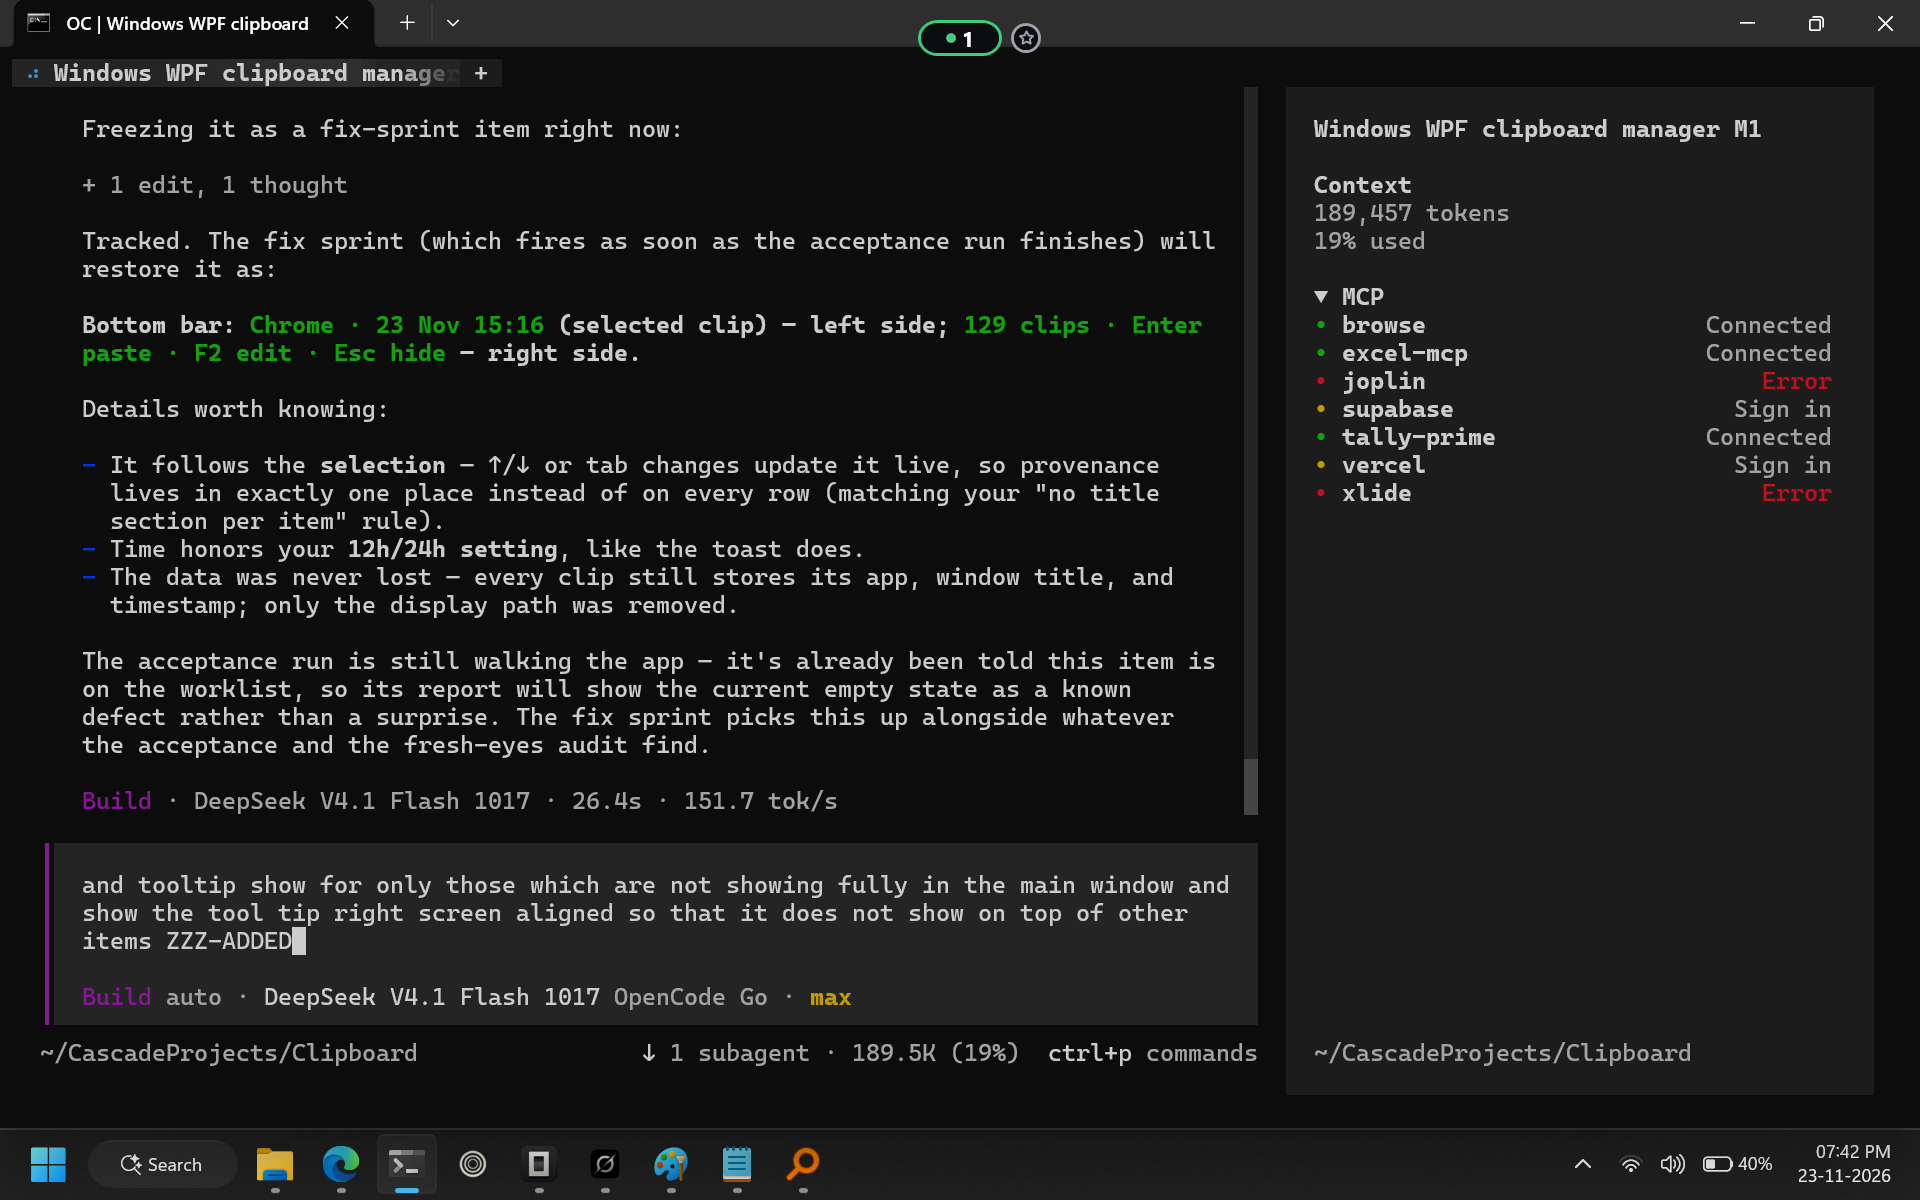 OC | Windows WPF clipboard
1
Windows WPF clipboard manager +
Freezing it as a fix-sprint item right now:
+ 1 edit, 1 thought
Tracked. The fix sprint (which fires as soon as the acceptance run finishes) will
restore it as:
Bottom bar: Chrome · 23 Nov 15:16 (selected clip) — left side; 129 clips · Enter
paste · F2 edit · Esc hide — right side.
Details worth knowing:
- It follows the selection — ↑/↓ or tab changes update it live, so provenance
lives in exactly one place instead of on every row (matching your "no title
section per item" rule).
- Time honors your 12h/24h setting, like the toast does.
- The data was never lost — every clip still stores its app, window title, and
timestamp; only the display path was removed.
The acceptance run is still walking the app — it's already been told this item is
on the worklist, so its report will show the current empty state as a known
defect rather than a surprise. The fix sprint picks this up alongside whatever
the acceptance and the fresh-eyes audit find.
Build · DeepSeek V4.1 Flash 1017 · 26.4s · 151.7 tok/s
and tooltip show for only those which are not showing fully in the main window and
show the tool tip right screen aligned so that it does not show on top of other
items ZZZ-ADDED
Build auto · DeepSeek V4.1 Flash 1017 OpenCode Go · max
~/CascadeProjects/Clipboard ↓ 1 subagent · 189.5K (19%) ctrl+p commands
Windows WPF clipboard manager M1
Context
189,457 tokens
19% used
▼ MCP
• browse Connected
• excel-mcp Connected
• joplin Error
• supabase Sign in
• tally-prime Connected
• vercel Sign in
• xlide Error
~/CascadeProjects/Clipboard
Search
40%
07:42 PM
23-11-2026